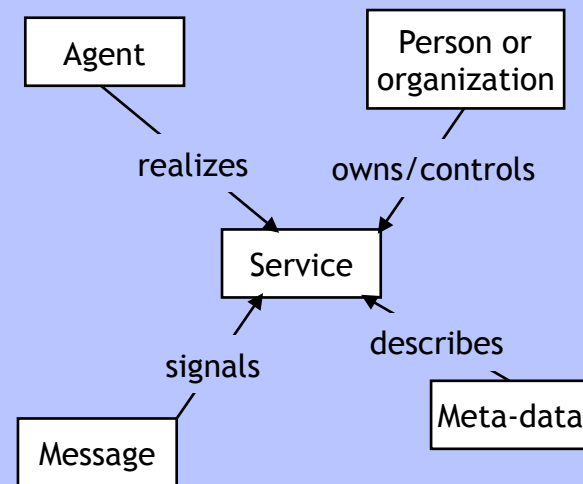 Agent
Person or
organization
realizes
owns/controls
Service
describes
signals
Meta-data
Message